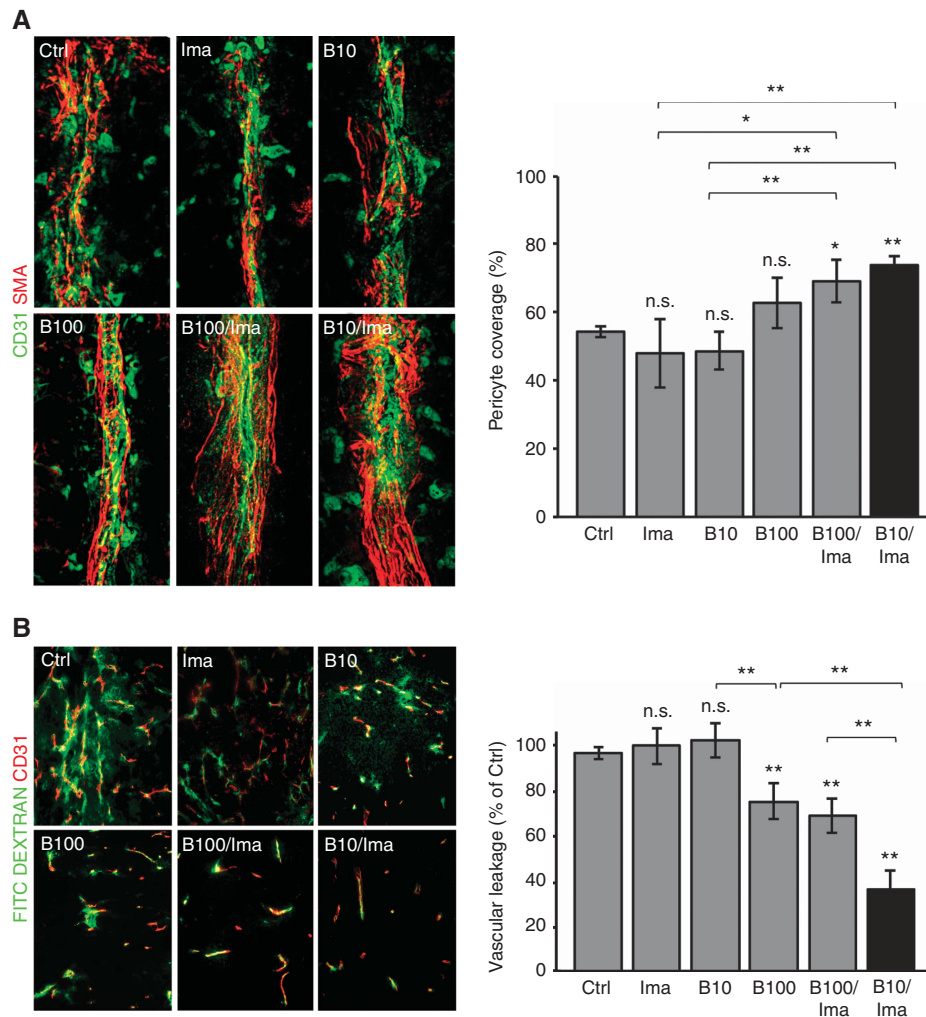 A
Ctrl
Ima
B10
B100
B100/Ima
B10/Ima
CD31 SMA
Pericyte coverage (%)
100
80
60
40
20
0
**
*
**
**
n.s.
n.s.
n.s.
*
**
Ctrl Ima B10 B100 B100/ B10/
Ima Ima
B
Ctrl
Ima
B10
B100
B100/Ima
B10/Ima
FITC DEXTRAN CD31
Vascular leakage (% of Ctrl)
100
80
60
40
20
0
**
**
**
n.s.
n.s.
**
**
**
Ctrl Ima B10 B100 B100/ B10/
Ima Ima